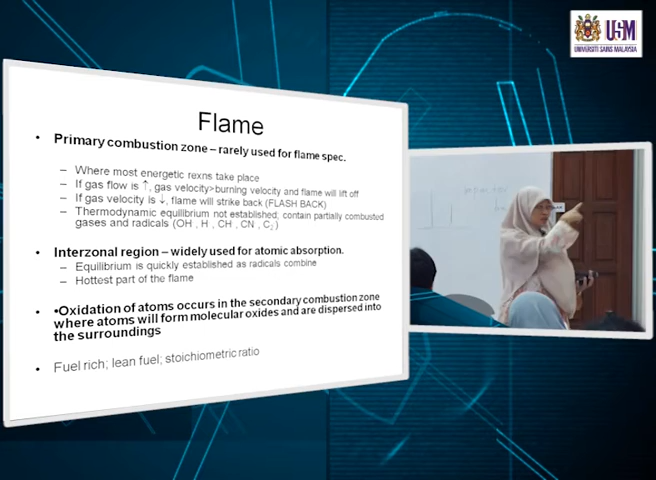 USM
UNIVERSITI SAINS MALAYSIA
Flame
• Primary combustion zone – rarely used for flame spec.
– Where most energetic rexns take place
– If gas flow is ↑, gas velocity>burning velocity and flame will lift off
– If gas velocity is ↓, flame will strike back (FLASH BACK)
– Thermodynamic equilibrium not established, contain partially combusted
gases and radicals (OH , H , CH , CN , C₂ )
• Interzonal region – widely used for atomic absorption.
– Equilibrium is quickly established as radicals combine
– Hottest part of the flame
• •Oxidation of atoms occurs in the secondary combustion zone
where atoms will form molecular oxides and are dispersed into
the surroundings
• Fuel rich; lean fuel; stoichiometric ratio